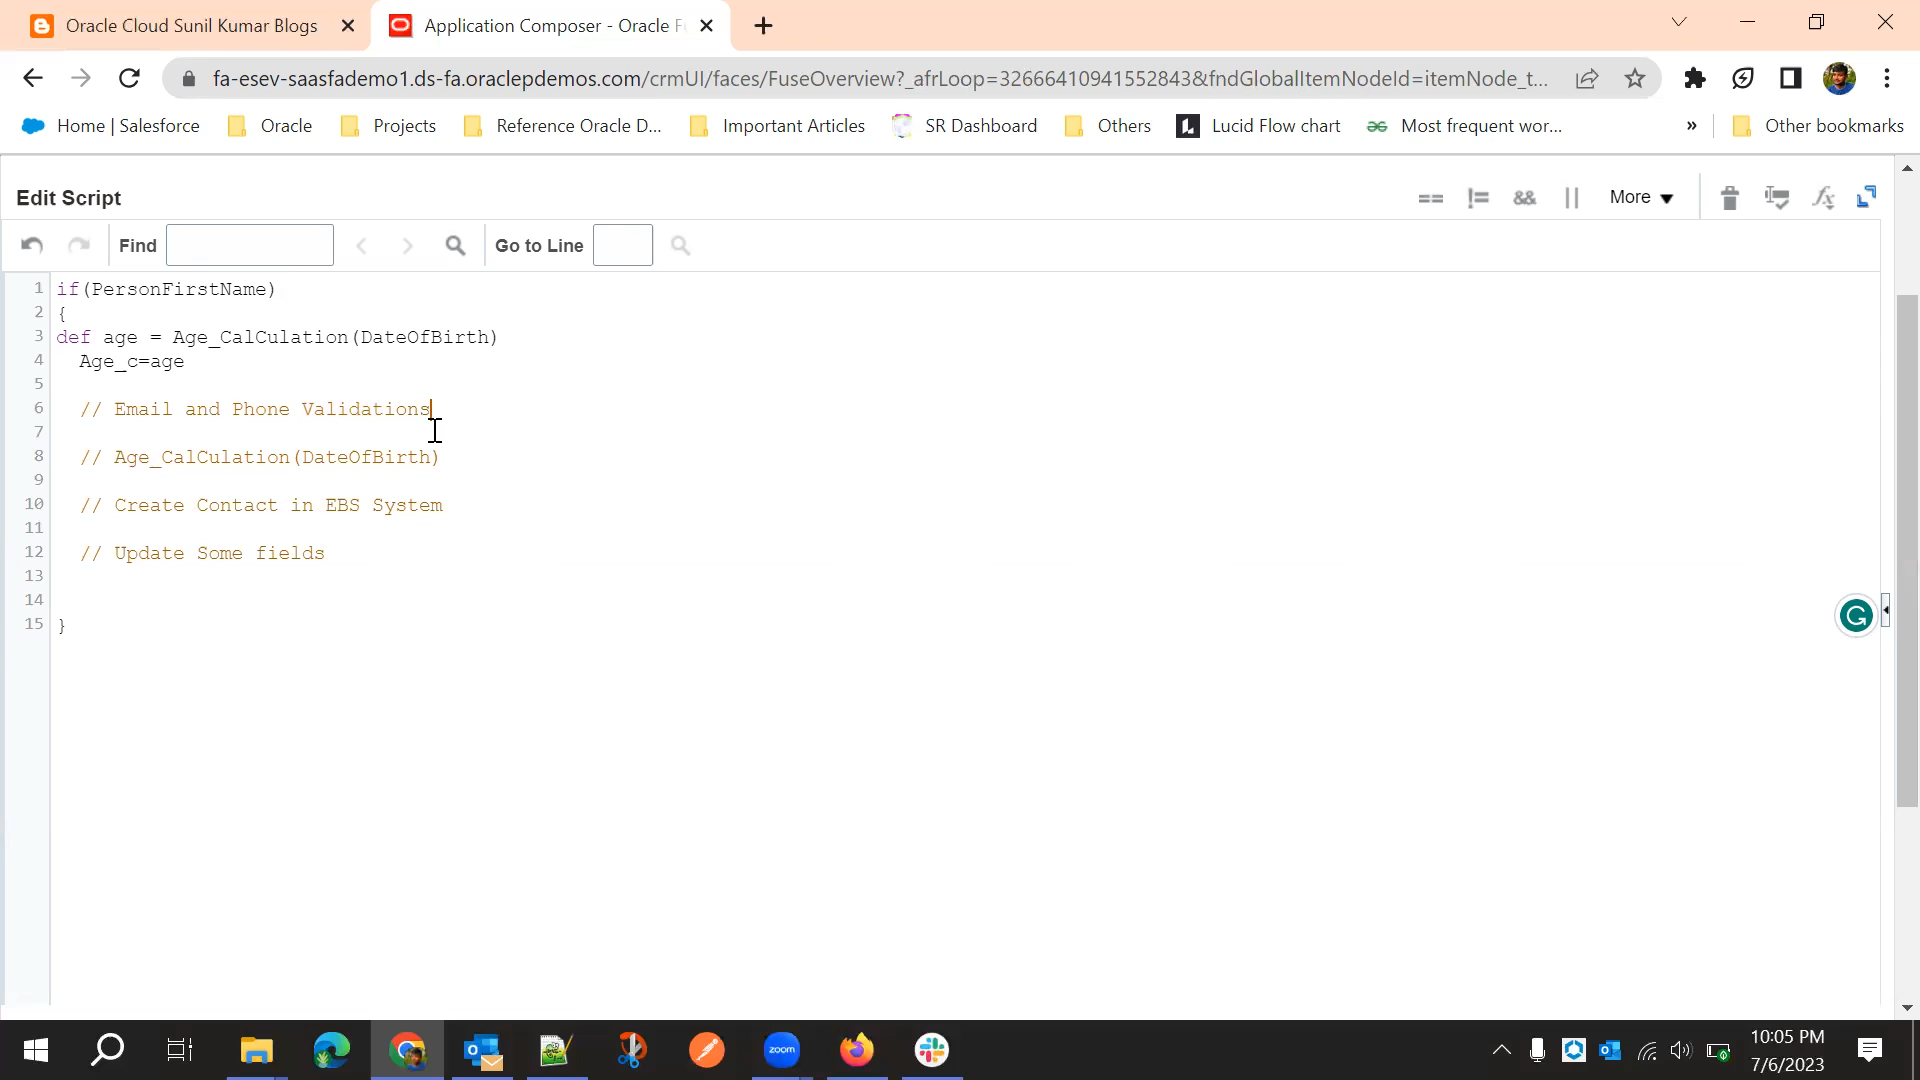 Oracle Cloud Sunil Kumar Blogs
Application Composer - Oracle F
fa-esev-saasfademo1.ds-fa.oraclepdemos.com/crmUI/faces/FuseOverview?_afrLoop=32666410941552843&fndGlobalItemNodeId=itemNode_t...
Home | Salesforce
Oracle
Projects
Reference Oracle D...
Important Articles
SR Dashboard
Others
Lucid Flow chart
Most frequent wor...
»
Other bookmarks
Edit Script
== != && || More
Find
Go to Line
1 if(PersonFirstName)
2 {
3 def age = Age_CalCulation(DateOfBirth)
4 Age_c=age
5
6 // Email and Phone Validations
7
8 // Age_CalCulation(DateOfBirth)
9
10 // Create Contact in EBS System
11
12 // Update Some fields
13
14
15 }
zoom
10:05 PM
7/6/2023